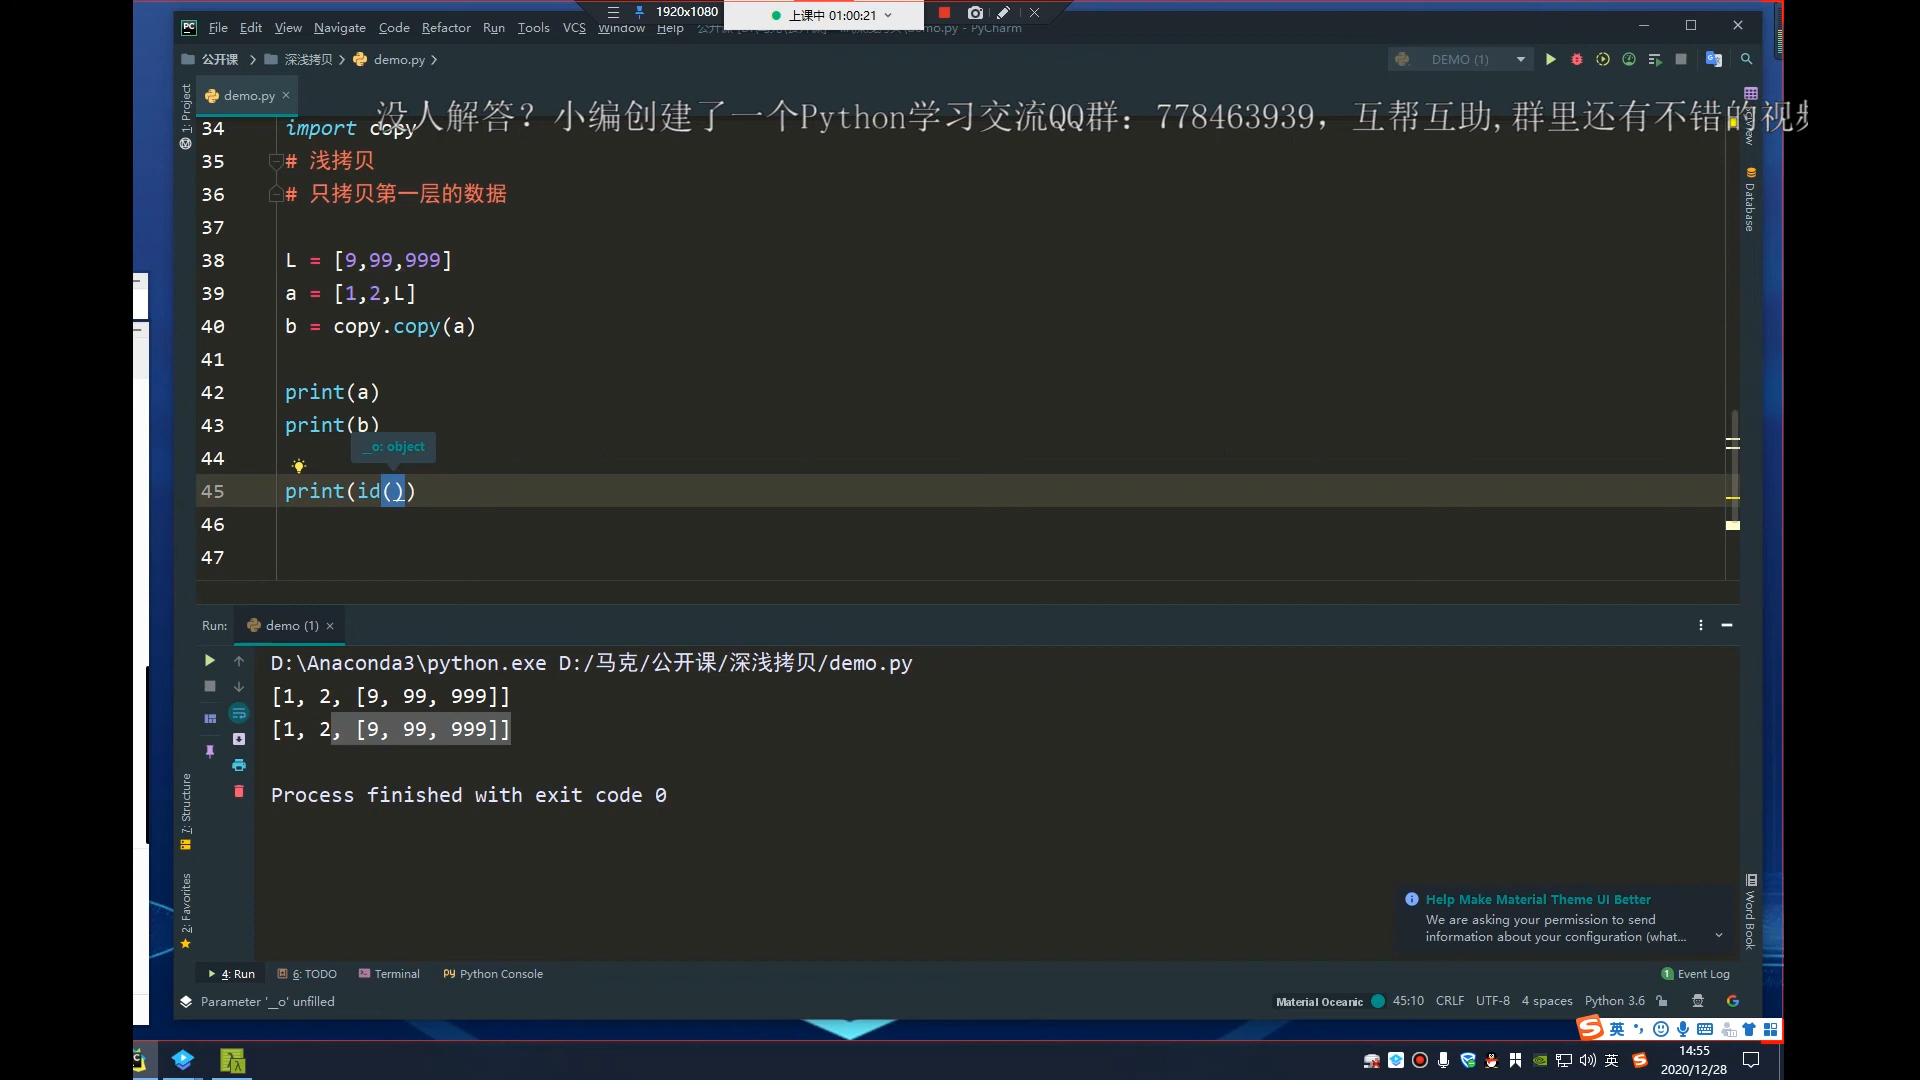 1920x1080
上课中 01:00:21
File Edit View Navigate Code Refactor Run Tools VCS Window Help
demo.py - PyCharm
公开课 深浅拷贝 demo.py
DEMO (1)
1: Project
demo.py
没人解答？小编创建了一个Python学习交流QQ群：778463939，互帮互助,群里还有不错的视频
34 import copy
35 # 浅拷贝
36 # 只拷贝第一层的数据
37
38 L = [9,99,999]
39 a = [1,2,L]
40 b = copy.copy(a)
41
42 print(a)
43 print(b)
__o: object
44
45 print(id())
46
47
Database
Run: demo (1)
D:\Anaconda3\python.exe D:/马克/公开课/深浅拷贝/demo.py
[1, 2, [9, 99, 999]]
[1, 2, [9, 99, 999]]
Process finished with exit code 0
7: Structure
2: Favorites
Help Make Material Theme UI Better
We are asking your permission to send
information about your configuration (what...
Word Book
4: Run 6: TODO Terminal Python Console
1 Event Log
Parameter '__o' unfilled
Material Oceanic 45:10 CRLF UTF-8 4 spaces Python 3.6
英
英
14:55
2020/12/28